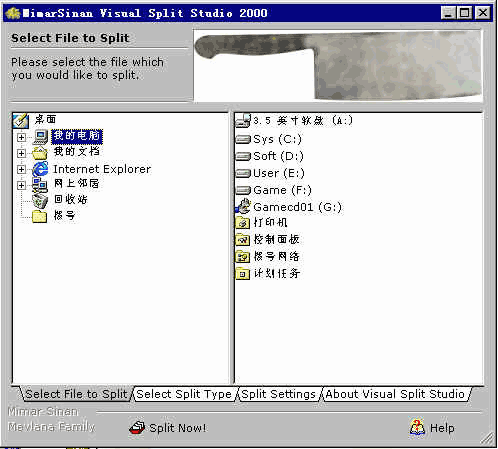 MimarSinan Visual Split Studio 2000
Select File to Split
Please select the file which
you would like to split.
桌面
我的电脑
我的文档
Internet Explorer
网上邻居
回收站
拨号
3.5 英寸软盘 (A:)
Sys (C:)
Soft (D:)
User (E:)
Game (F:)
Gamecd01 (G:)
打印机
控制面板
拨号网络
计划任务
Select File to Split
Select Split Type
Split Settings
About Visual Split Studio
Mimar Sinan
Mevlana Family
Split Now!
Help